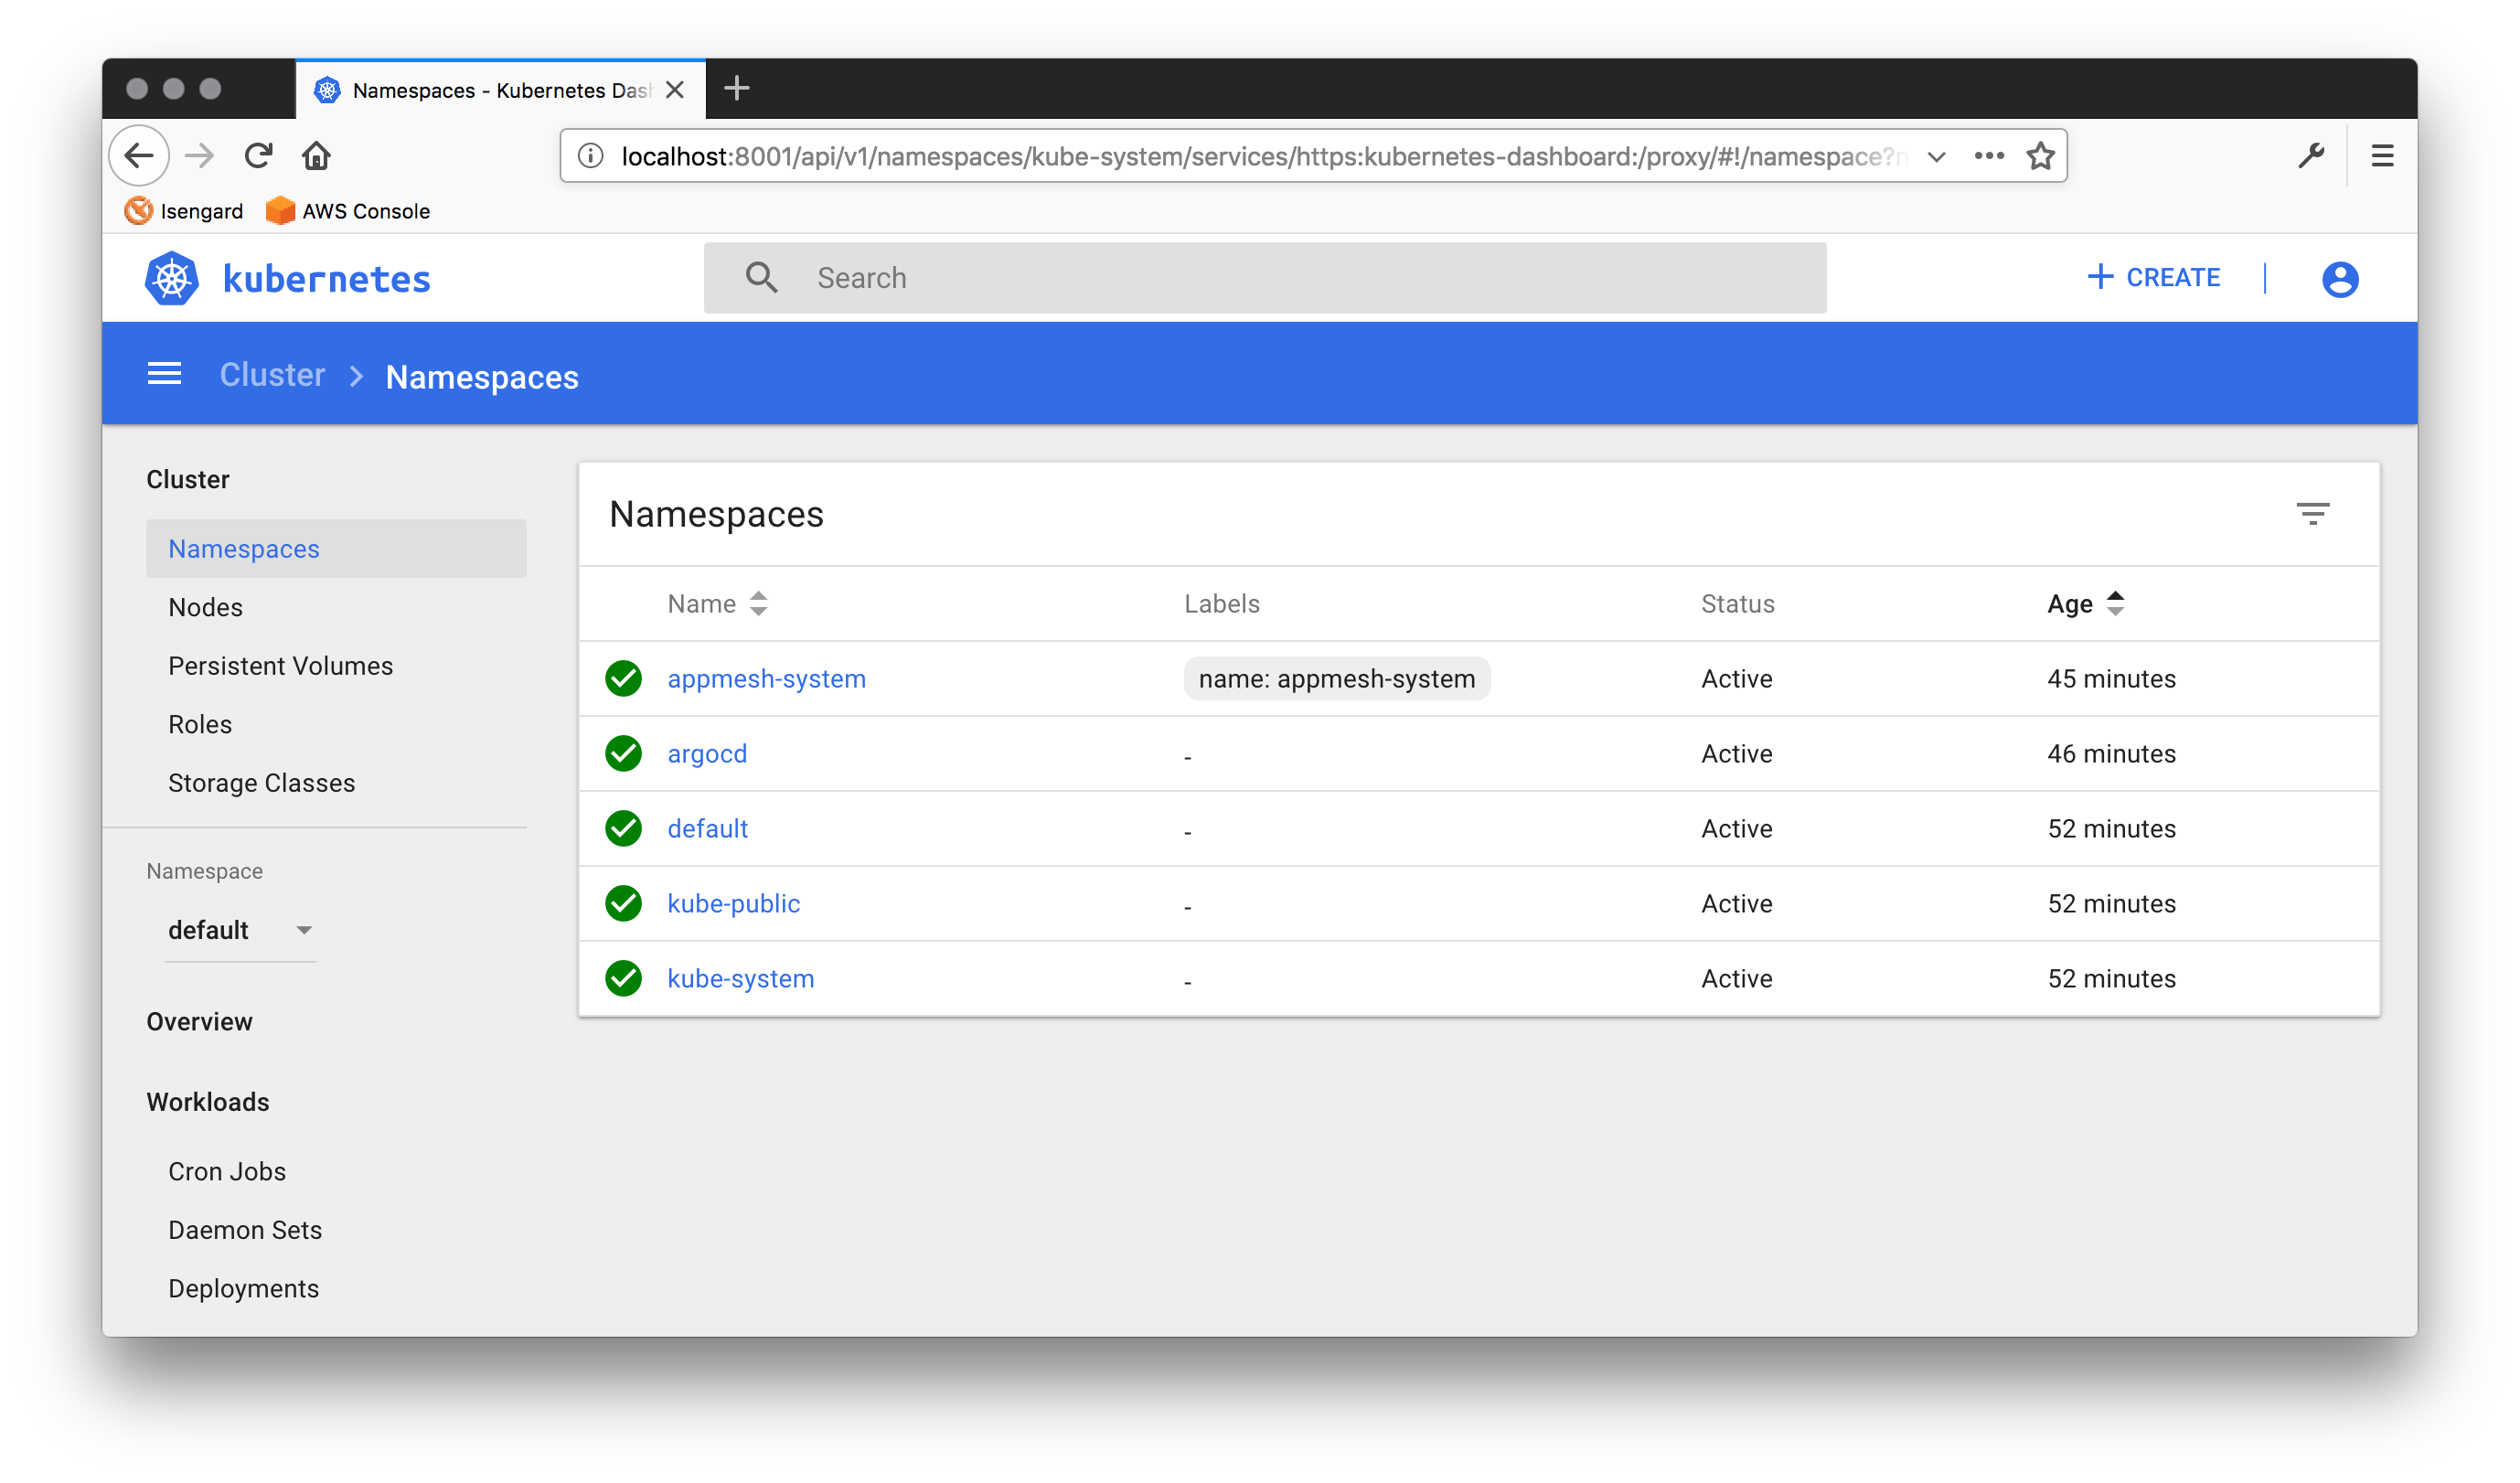 Namespaces - Kubernetes Das
localhost:8001/api/v1/namespaces/kube-system/services/https:kubernetes-dashboard:/proxy/#!/namespace?
Isengard AWS Console
kubernetes
Search
CREATE
Cluster > Namespaces
Cluster
Namespaces
Nodes
Persistent Volumes
Roles
Storage Classes
Namespace
default
Overview
Workloads
Cron Jobs
Daemon Sets
Deployments
Namespaces
Name Labels Status Age
appmesh-system name: appmesh-system Active 45 minutes
argocd - Active 46 minutes
default - Active 52 minutes
kube-public - Active 52 minutes
kube-system - Active 52 minutes